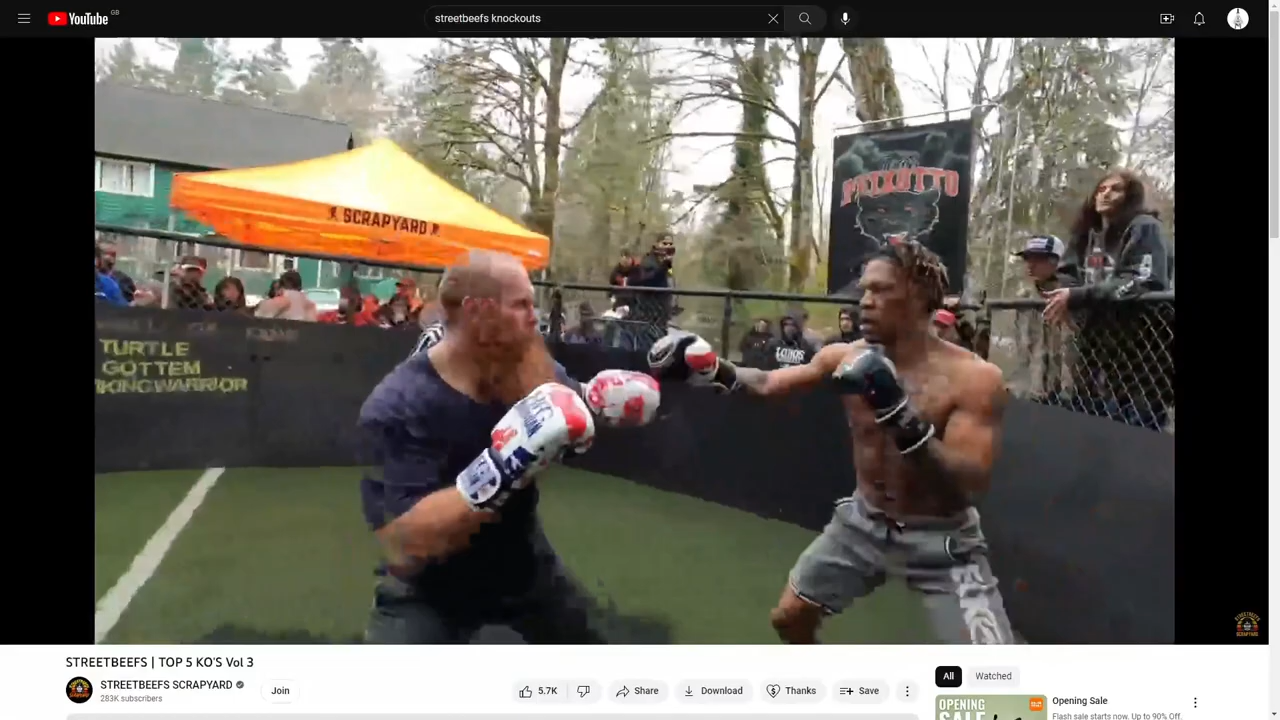 YouTube GB
streetbeefs knockouts
SCRAPYARD
TURTLE
GOTTEM
KINGWARRIOR
STREETBEEFS
SCRAPYARD
STREETBEEFS | TOP 5 KO'S Vol 3
STREETBEEFS SCRAPYARD
283K subscribers
Join
5.7K
Share
Download
Thanks
Save
All
Watched
OPENING
Opening Sale
Flash sale starts now. Up to 90% Off.